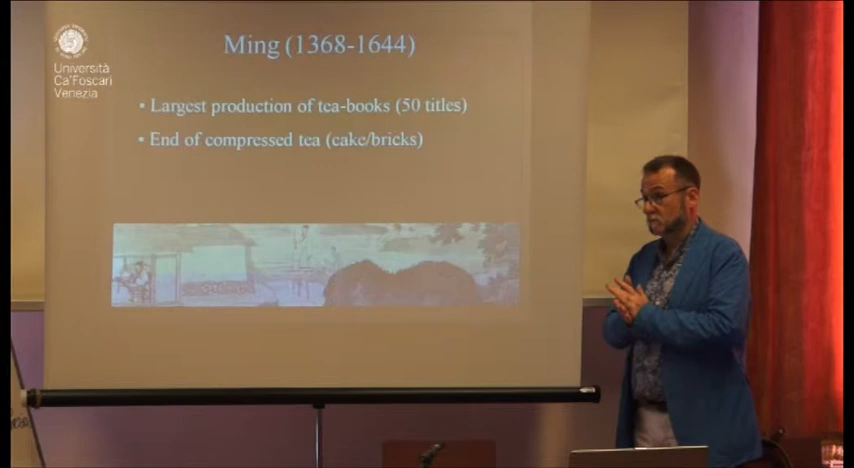 Università
Ca'Foscari
Venezia
Ming (1368-1644)
• Largest production of tea-books (50 titles)
• End of compressed tea (cake/bricks)